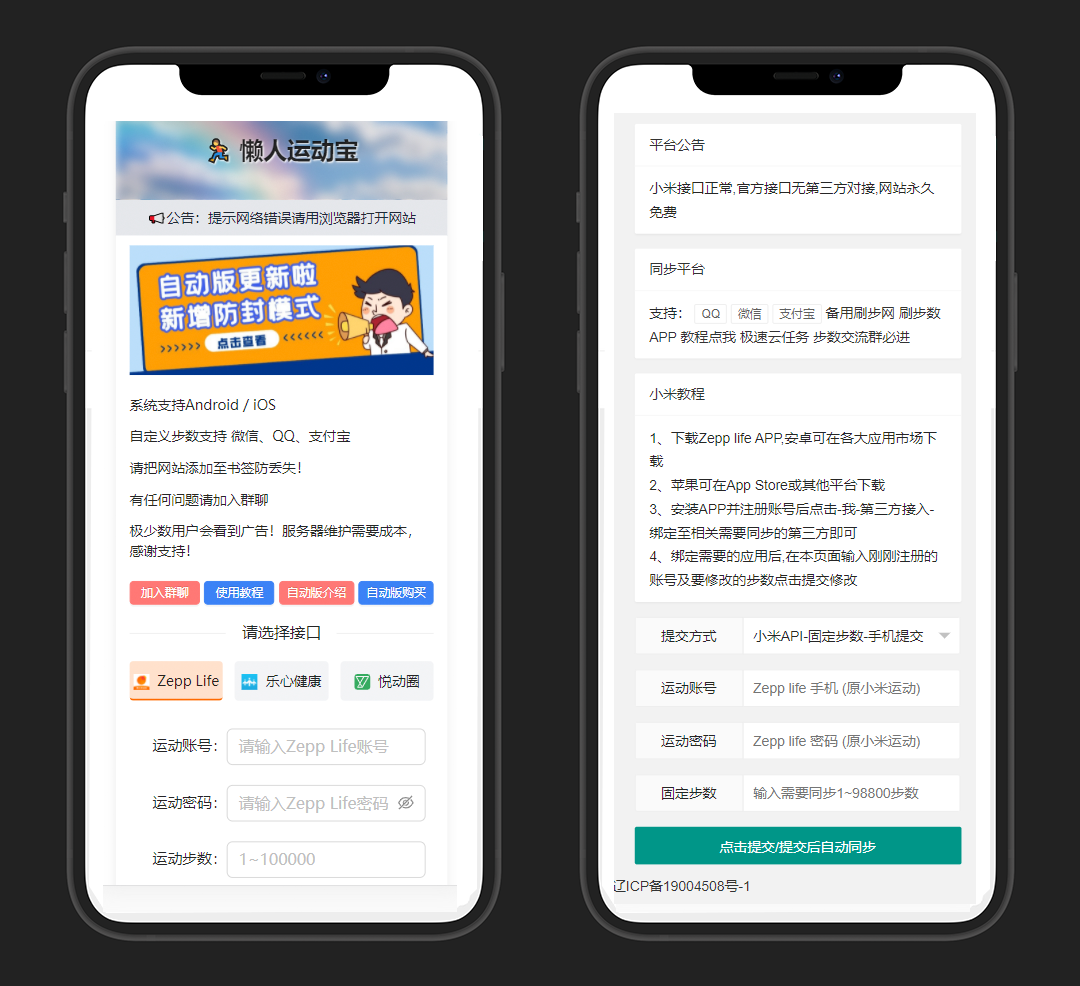 懒人运动宝
公告：提示网络错误请用浏览器打开网站
自动版更新啦
新增防封模式
>>>>>> 点击查看 <<<<<<
系统支持Android / iOS
自定义步数支持 微信、QQ、支付宝
请把网站添加至书签防丢失！
有任何问题请加入群聊
极少数用户会看到广告！服务器维护需要成本，
感谢支持！
加入群聊 使用教程 自动版介绍 自动版购买
请选择接口
Zepp Life 乐心健康 悦动圈
运动账号： 请输入Zepp Life账号
运动密码： 请输入Zepp Life密码
运动步数： 1~100000
平台公告
小米接口正常,官方接口无第三方对接,网站永久
免费
同步平台
支持： QQ 微信 支付宝 备用刷步网 刷步数
APP 教程点我 极速云任务 步数交流群必进
小米教程
1、下载Zepp life APP,安卓可在各大应用市场下
载
2、苹果可在App Store或其他平台下载
3、安装APP并注册账号后点击-我-第三方接入-
绑定至相关需要同步的第三方即可
4、绑定需要的应用后,在本页面输入刚刚注册的
账号及要修改的步数点击提交修改
提交方式 小米API-固定步数-手机提交
运动账号 Zepp life 手机 (原小米运动)
运动密码 Zepp life 密码 (原小米运动)
固定步数 输入需要同步1~98800步数
点击提交/提交后自动同步
辽ICP备19004508号-1